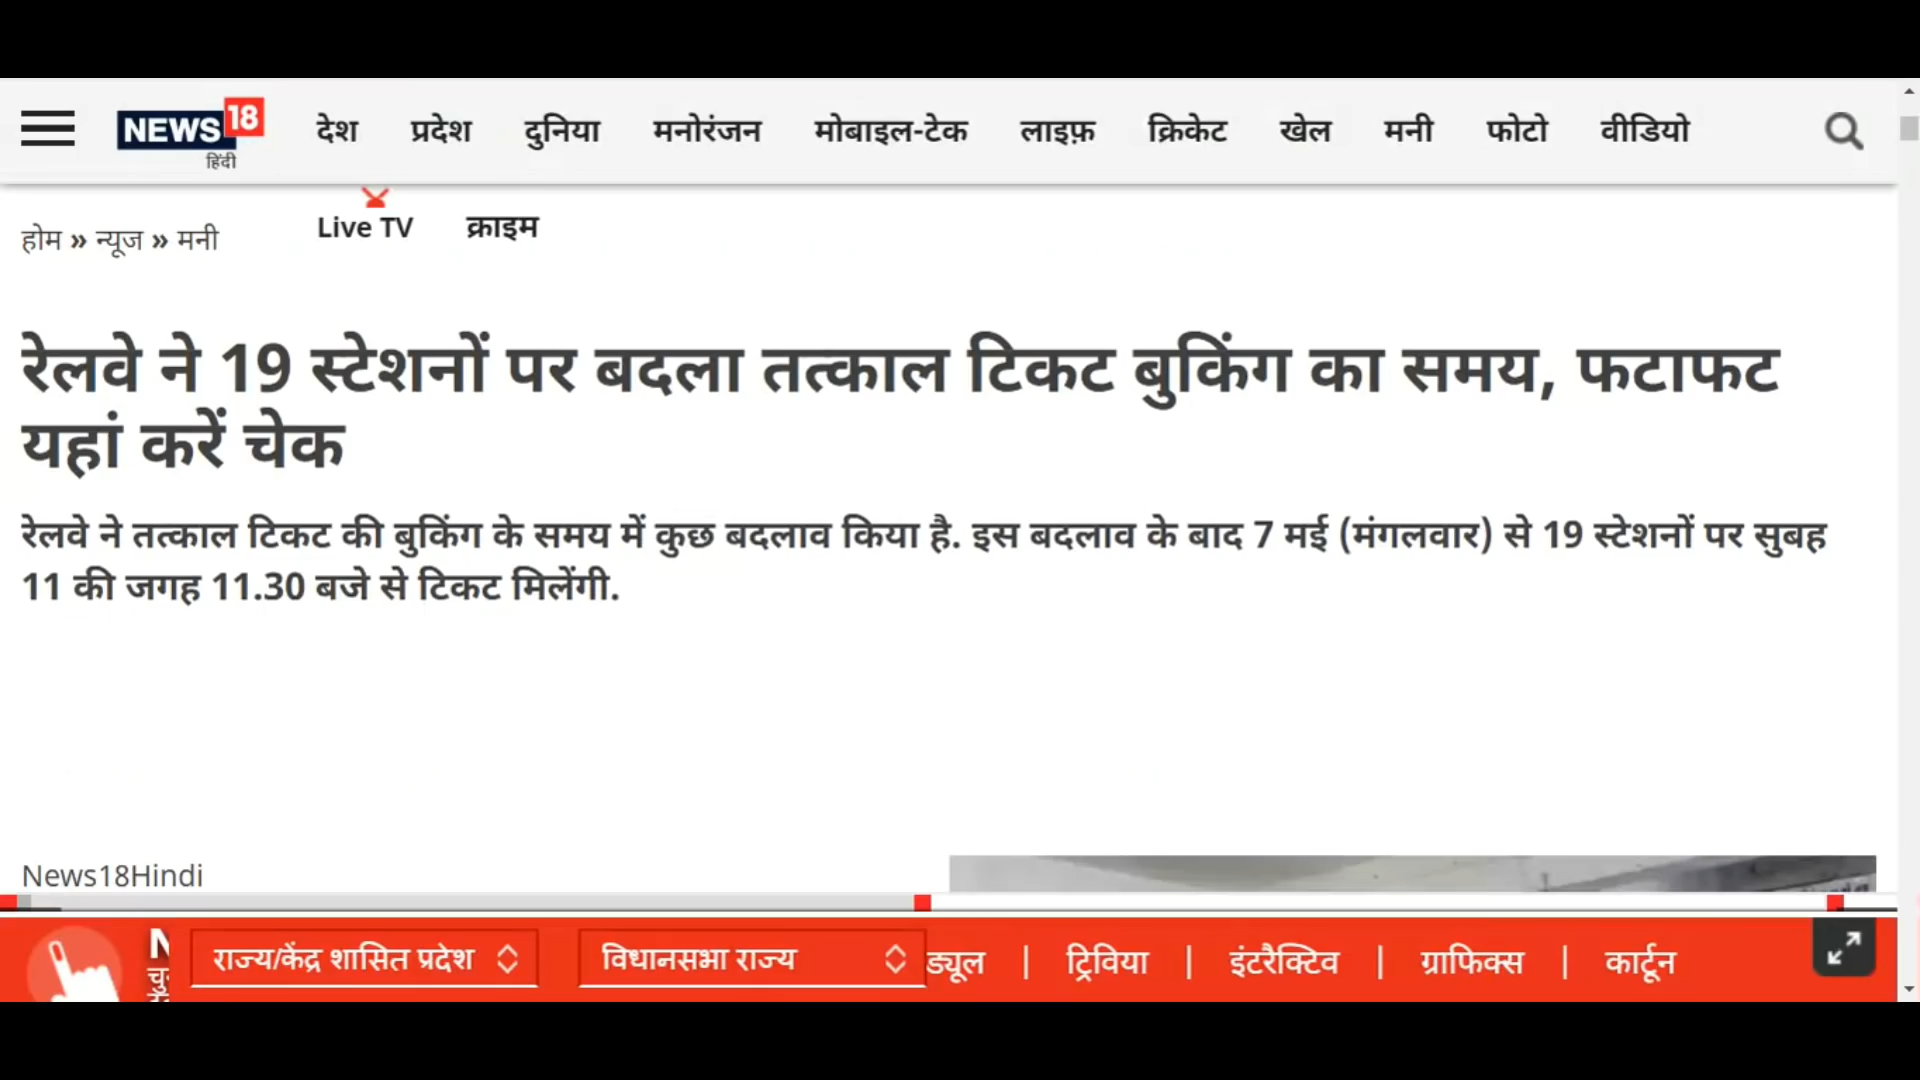 NEWS18
हिंदी
देश प्रदेश दुनिया मनोरंजन मोबाइल-टेक लाइफ़ क्रिकेट खेल मनी फोटो वीडियो
Live TV क्राइम
होम » न्यूज » मनी
रेलवे ने 19 स्टेशनों पर बदला तत्काल टिकट बुकिंग का समय, फटाफट
यहां करें चेक
रेलवे ने तत्काल टिकट की बुकिंग के समय में कुछ बदलाव किया है. इस बदलाव के बाद 7 मई (मंगलवार) से 19 स्टेशनों पर सुबह
11 की जगह 11.30 बजे से टिकट मिलेंगी.
News18Hindi
राज्य/केंद्र शासित प्रदेश विधानसभा राज्य ड्यूल | ट्रिविया | इंटरैक्टिव | ग्राफिक्स | कार्टून